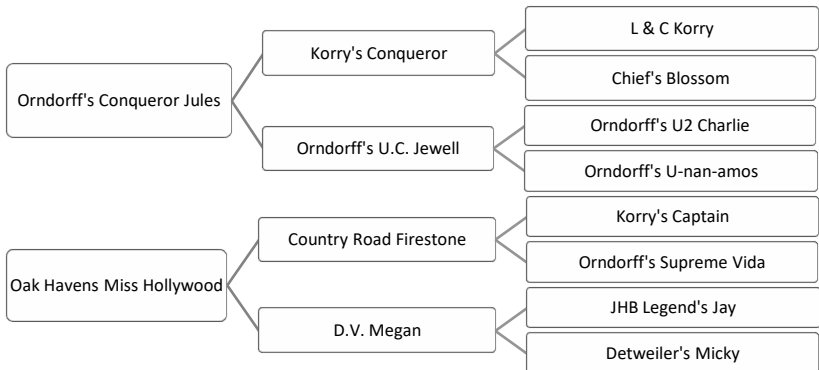 L & C Korry
Korry's Conqueror
Chief's Blossom
Orndorff's Conqueror Jules
Orndorff's U2 Charlie
Orndorff's U.C. Jewell
Orndorff's U-nan-amos
Korry's Captain
Country Road Firestone
Orndorff's Supreme Vida
Oak Havens Miss Hollywood
JHB Legend's Jay
D.V. Megan
Detweiler's Micky